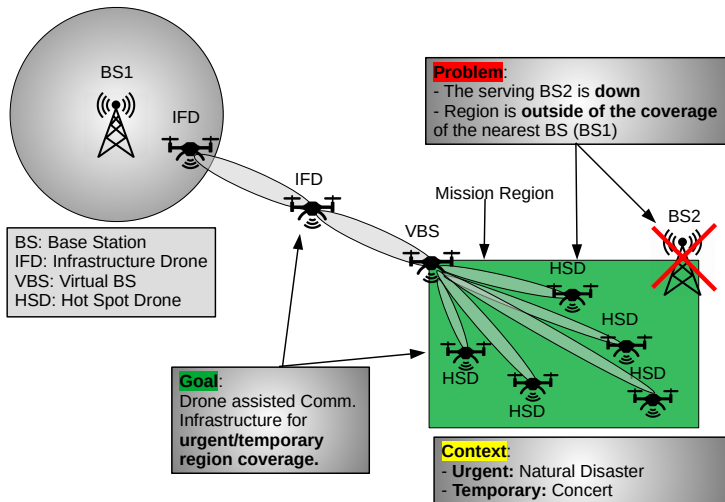 BS1
IFD
IFD
Problem:
- The serving BS2 is down
- Region is outside of the coverage
of the nearest BS (BS1)
Mission Region
BS2
VBS
BS: Base Station
IFD: Infrastructure Drone
VBS: Virtual BS
HSD: Hot Spot Drone
HSD
HSD
HSD
HSD
HSD
Goal:
Drone assisted Comm.
Infrastructure for
urgent/temporary
region coverage.
Context:
- Urgent: Natural Disaster
- Temporary: Concert